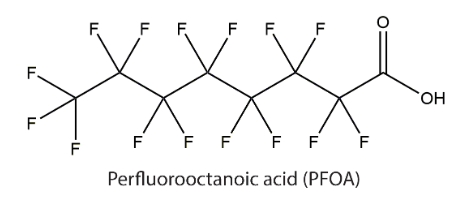 F F F F F F O
F
F OH
F F F F F F F
Perfluorooctanoic acid (PFOA)